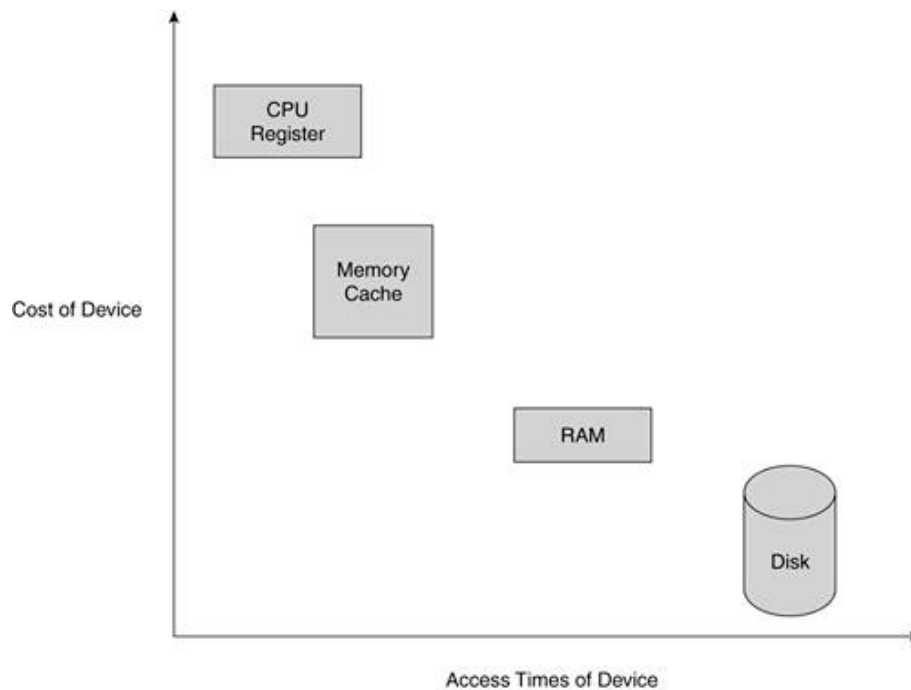 CPU
Register
Memory
Cache
Cost of Device
RAM
Disk
Access Times of Device